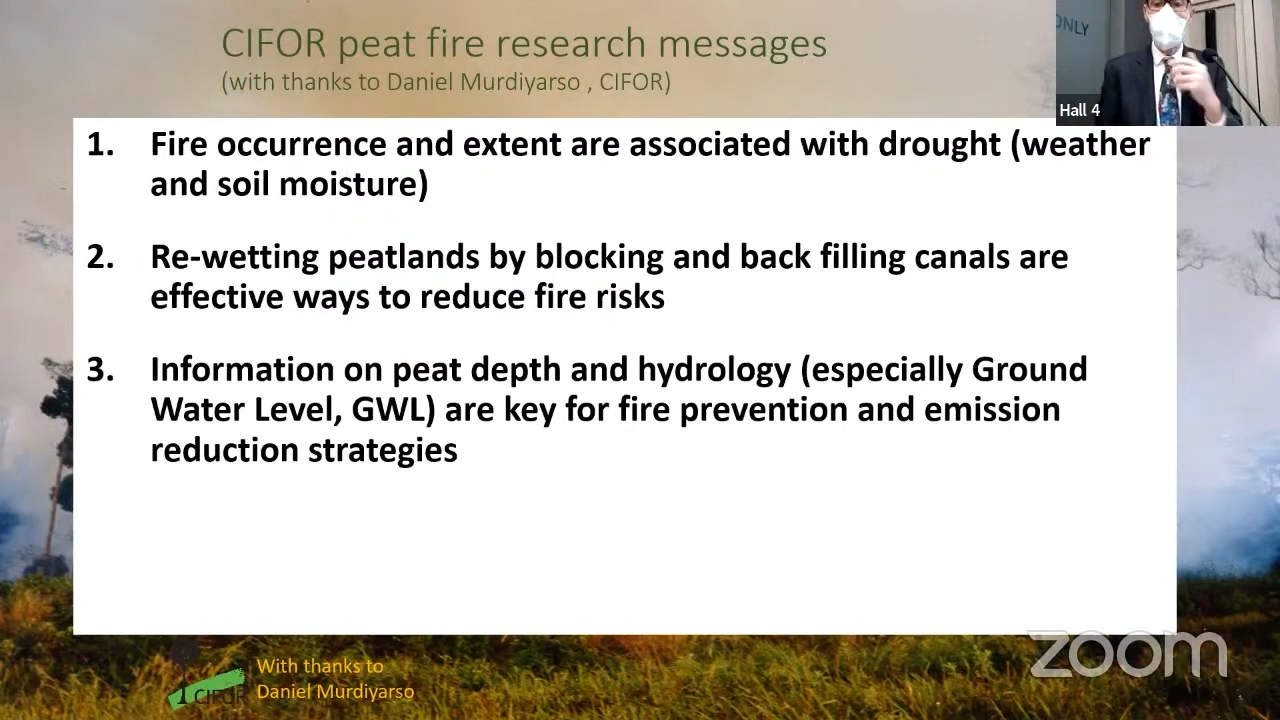 CIFOR peat fire research messages
(with thanks to Daniel Murdiyarso , CIFOR)
ONLY
Hall 4
1. Fire occurrence and extent are associated with drought (weather
and soil moisture)
2. Re-wetting peatlands by blocking and back filling canals are
effective ways to reduce fire risks
3. Information on peat depth and hydrology (especially Ground
Water Level, GWL) are key for fire prevention and emission
reduction strategies
With thanks to
Daniel Murdiyarso
CIFOR
zoom